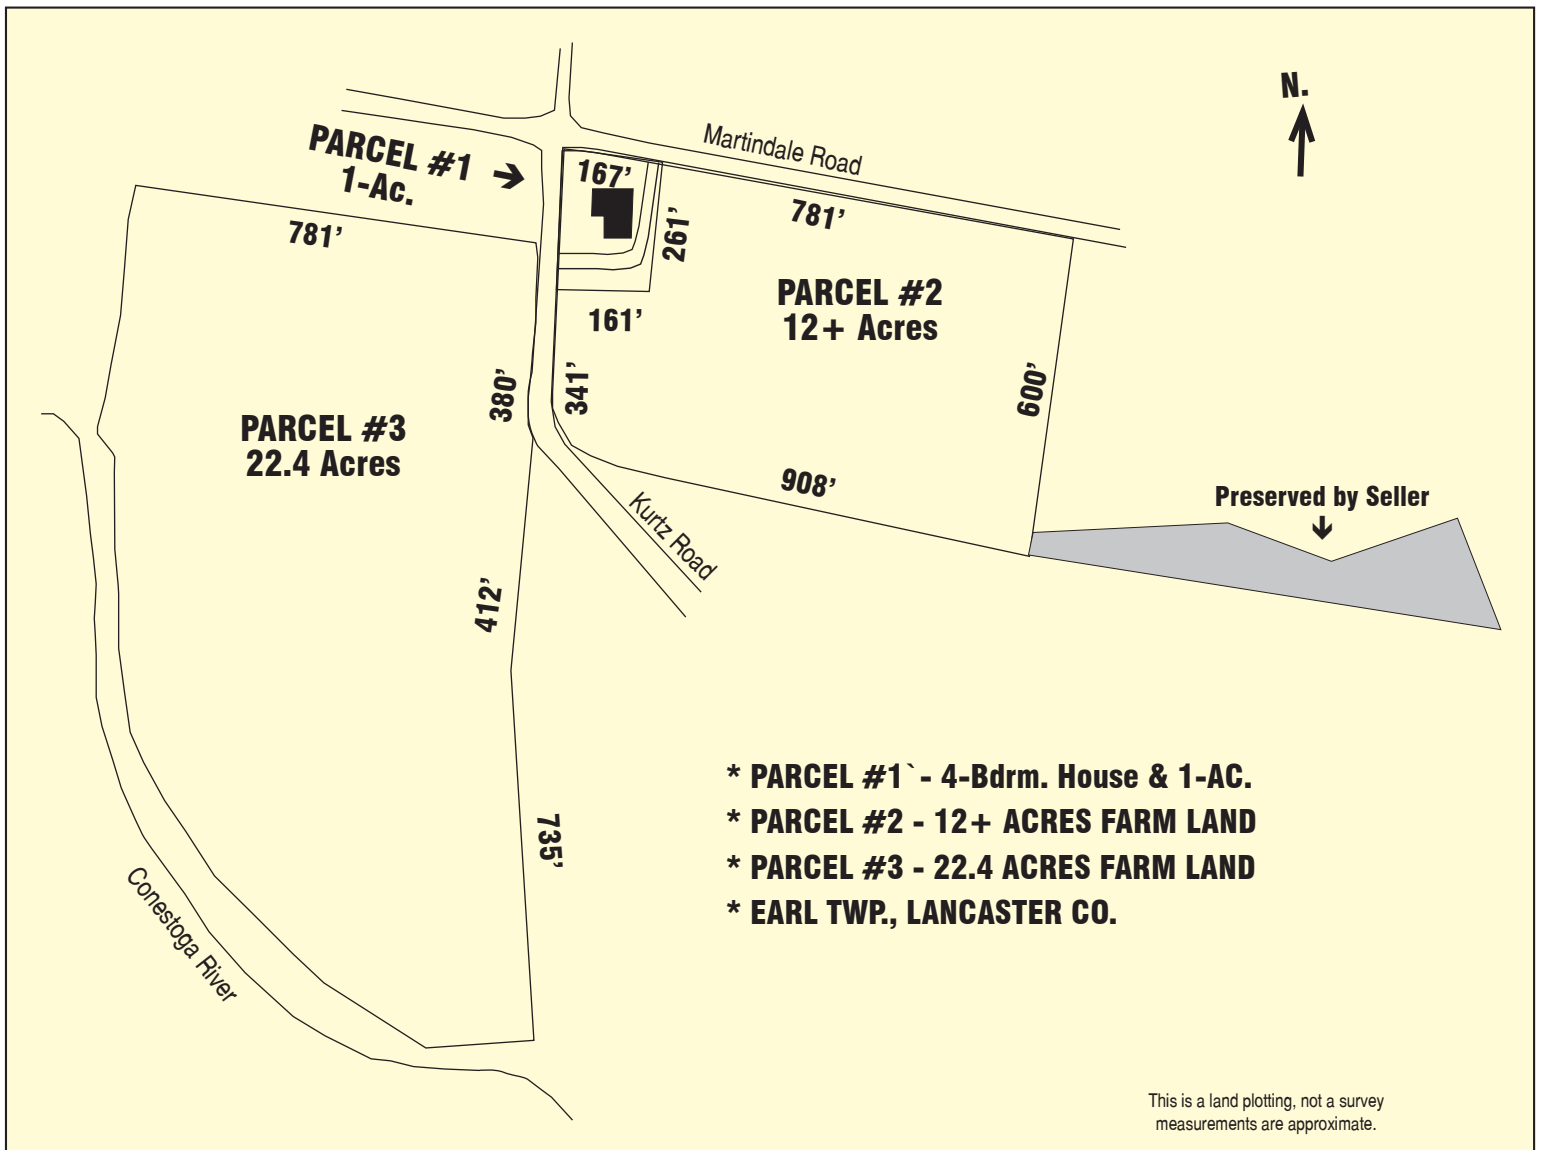 N.
Martindale Road
PARCEL #1
1-Ac.
167’
781’
261’
781’
PARCEL #2
12+ Acres
161’
380’
341’
600’
PARCEL #3
22.4 Acres
908’
Preserved by Seller
Kurtz Road
412’
* PARCEL #1` - 4-Bdrm. House & 1-AC.
* PARCEL #2 - 12+ ACRES FARM LAND
735’
* PARCEL #3 - 22.4 ACRES FARM LAND
* EARL TWP., LANCASTER CO.
Conestoga River
This is a land plotting, not a survey
measurements are approximate.